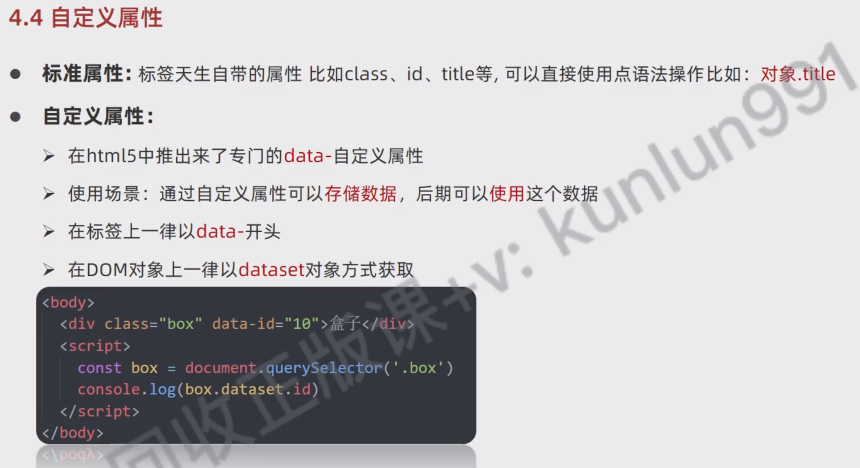 4.4 自定义属性
● 标准属性: 标签天生自带的属性 比如class、id、title等, 可以直接使用点语法操作比如: 对象.title
● 自定义属性:
➢ 在html5中推出来了专门的data-自定义属性
➢ 使用场景: 通过自定义属性可以存储数据, 后期可以使用这个数据
➢ 在标签上一律以data-开头
➢ 在DOM对象上一律以dataset对象方式获取
<body>
<div class="box" data-id="10">盒子</div>
<script>
const box = document.querySelector('.box')
console.log(box.dataset.id)
</script>
</body>
回收正版课+v: kunlun991